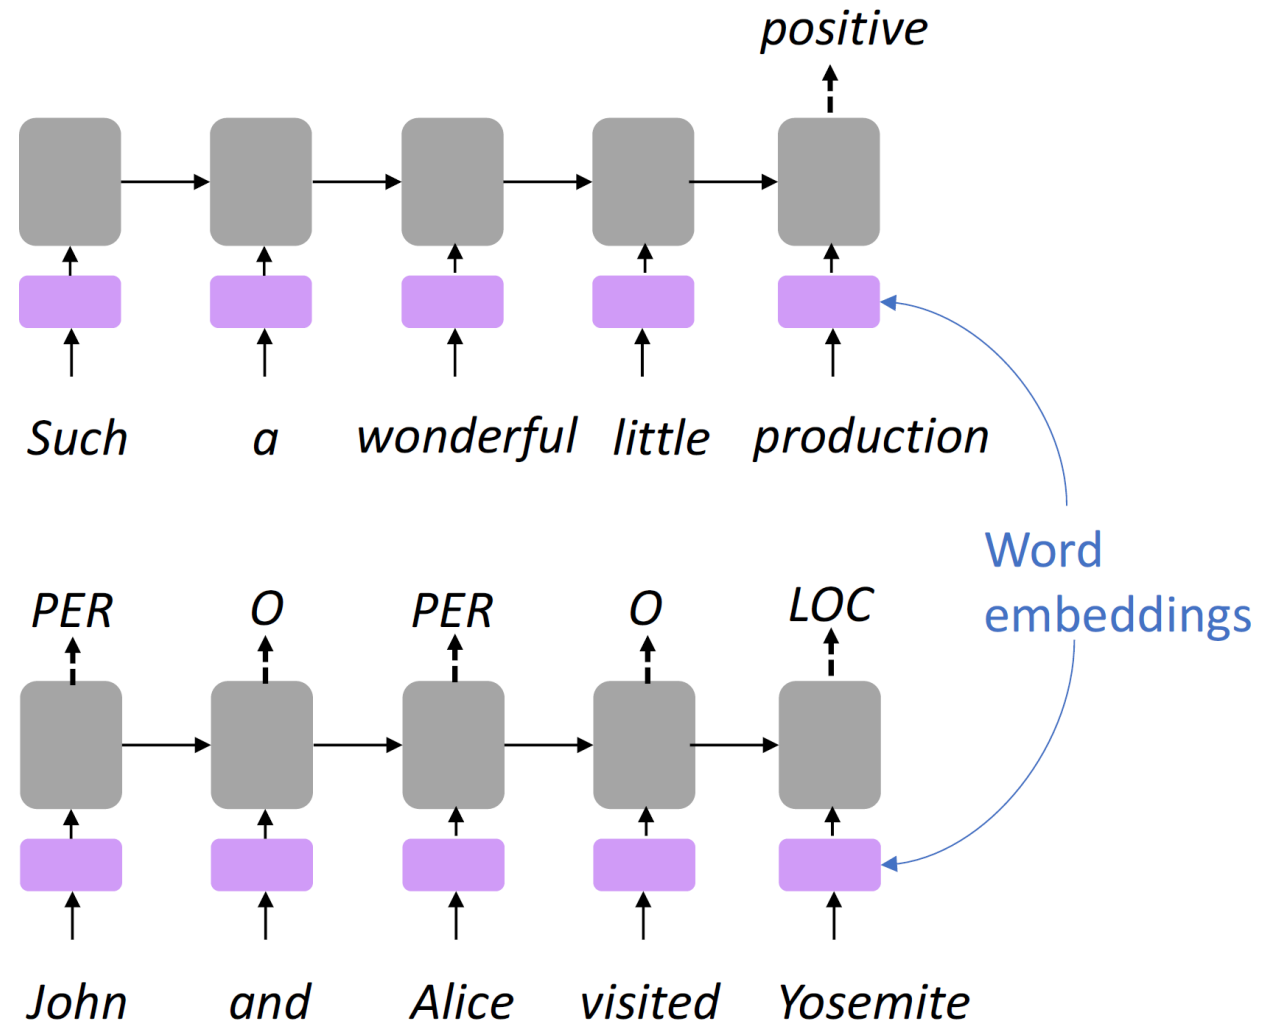 positive
Such a wonderful little production
Word
embeddings
PER O PER O LOC
John and Alice visited Yosemite